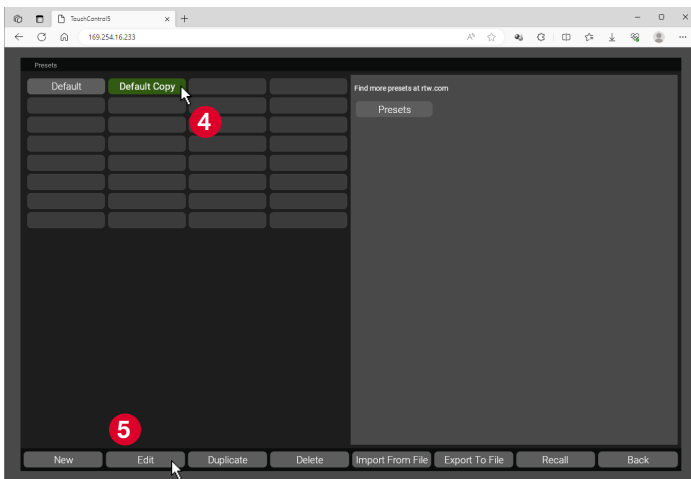 TouchControl5
169.254.16.233
Presets
Default Default Copy
Find more presets at rtw.com
Presets
4
5
New Edit Duplicate Delete Import From File Export To File Recall Back